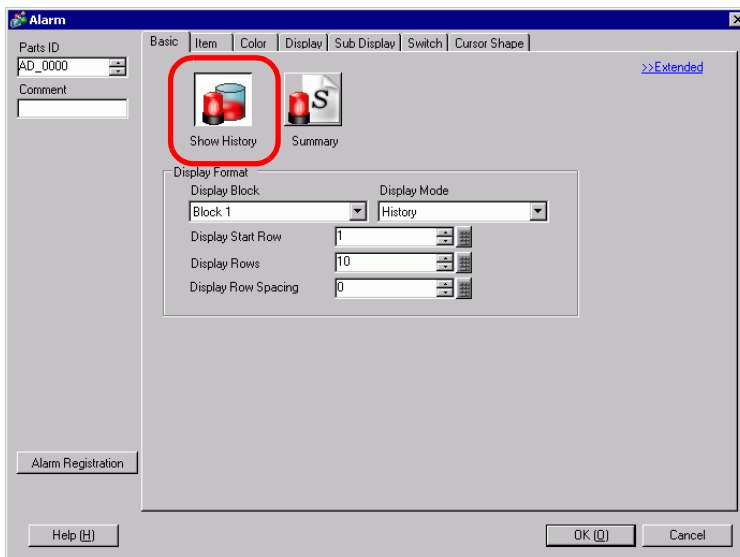 Alarm
Parts ID
AD_0000
Comment
Basic Item Color Display Sub Display Switch Cursor Shape
>>Extended
S
Show History Summary
Display Format
Display Block Display Mode
Block 1 History
Display Start Row 1
Display Rows 10
Display Row Spacing 0
Alarm Registration
Help (H) OK (O) Cancel